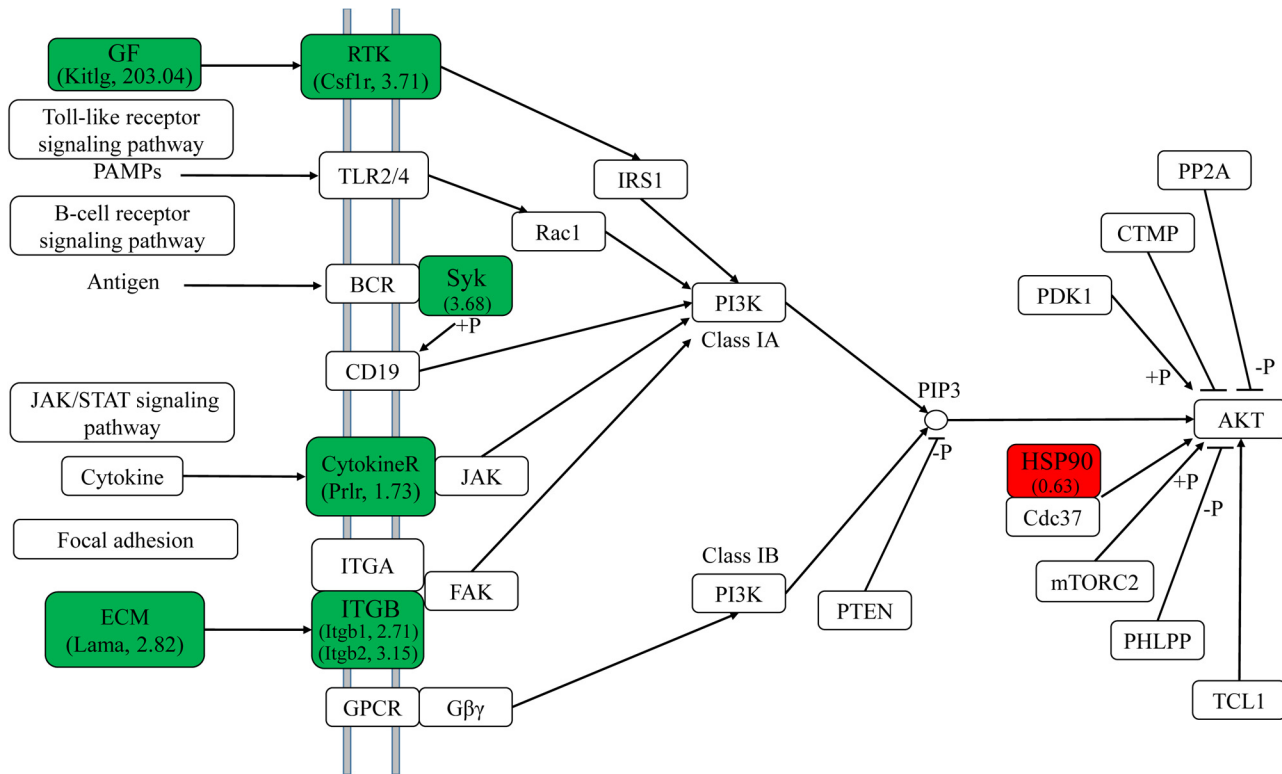 GF
(Kitlg, 203.04)
RTK
(Csf1r, 3.71)
Toll-like receptor
signaling pathway
PAMPs
TLR2/4
IRS1
PP2A
B-cell receptor
signaling pathway
Rac1
CTMP
Antigen
BCR
Syk
(3.68)
+P
PI3K
Class IA
PDK1
CD19
+P
-P
JAK/STAT signaling
pathway
PIP3
AKT
Cytokine
CytokineR
(Prlr, 1.73)
JAK
-P
HSP90
(0.63)
Cdc37
+P
-P
Focal adhesion
ITGA
FAK
Class IB
PI3K
PTEN
mTORC2
ECM
(Lama, 2.82)
ITGB
(Itgb1, 2.71)
(Itgb2, 3.15)
PHLPP
GPCR
Gβγ
TCL1